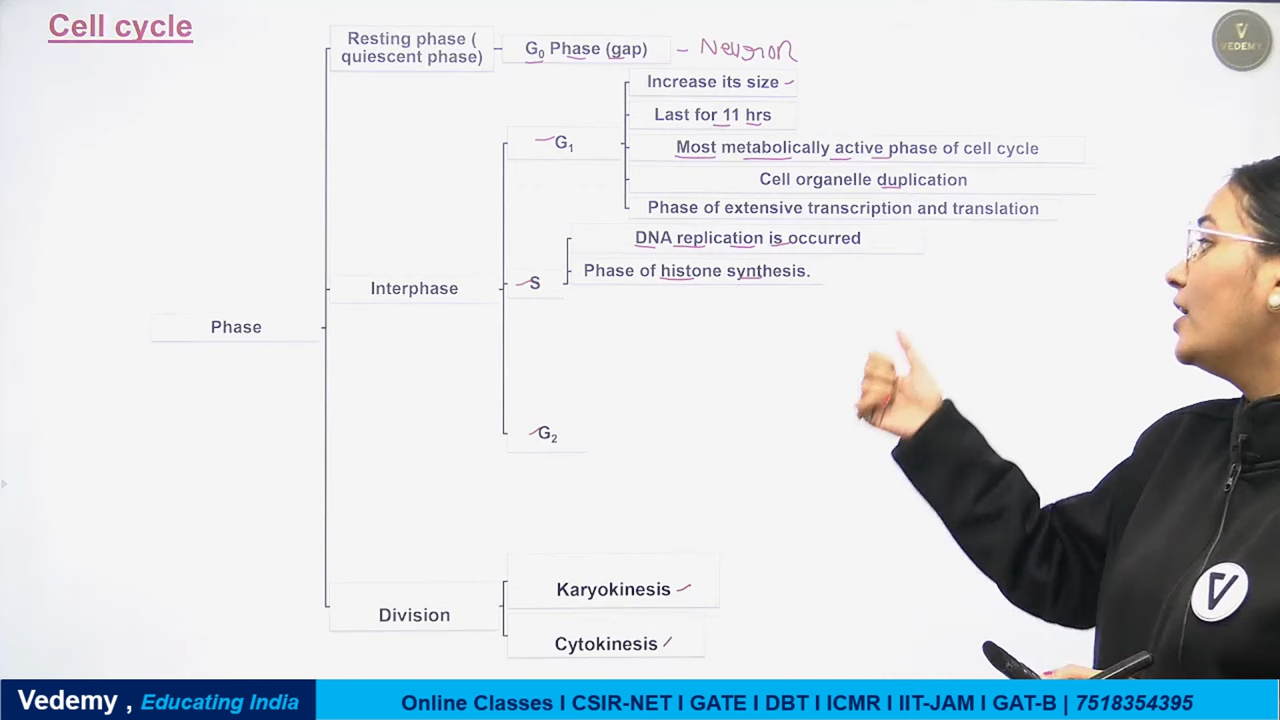 Cell cycle
Resting phase (
quiescent phase)
G₀ Phase (gap)
- Neuron
Increase its size
Last for 11 hrs
G₁
Most metabolically active phase of cell cycle
Cell organelle duplication
Phase of extensive transcription and translation
DNA replication is occurred
Phase of histone synthesis.
S
Interphase
Phase
G₂
Karyokinesis
Division
Cytokinesis
VEDEMY
Vedemy , Educating India
Online Classes I CSIR-NET I GATE I DBT I ICMR I IIT-JAM I GAT-B | 7518354395